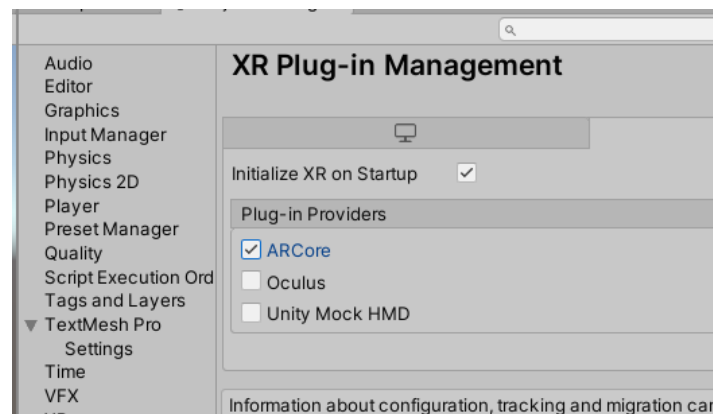 XR Plug-in Management
Audio
Editor
Graphics
Input Manager
Physics
Physics 2D
Player
Preset Manager
Quality
Script Execution Ord
Tags and Layers
TextMesh Pro
Settings
Time
VFX
Initialize XR on Startup
Plug-in Providers
ARCore
Oculus
Unity Mock HMD
Information about configuration, tracking and migration can